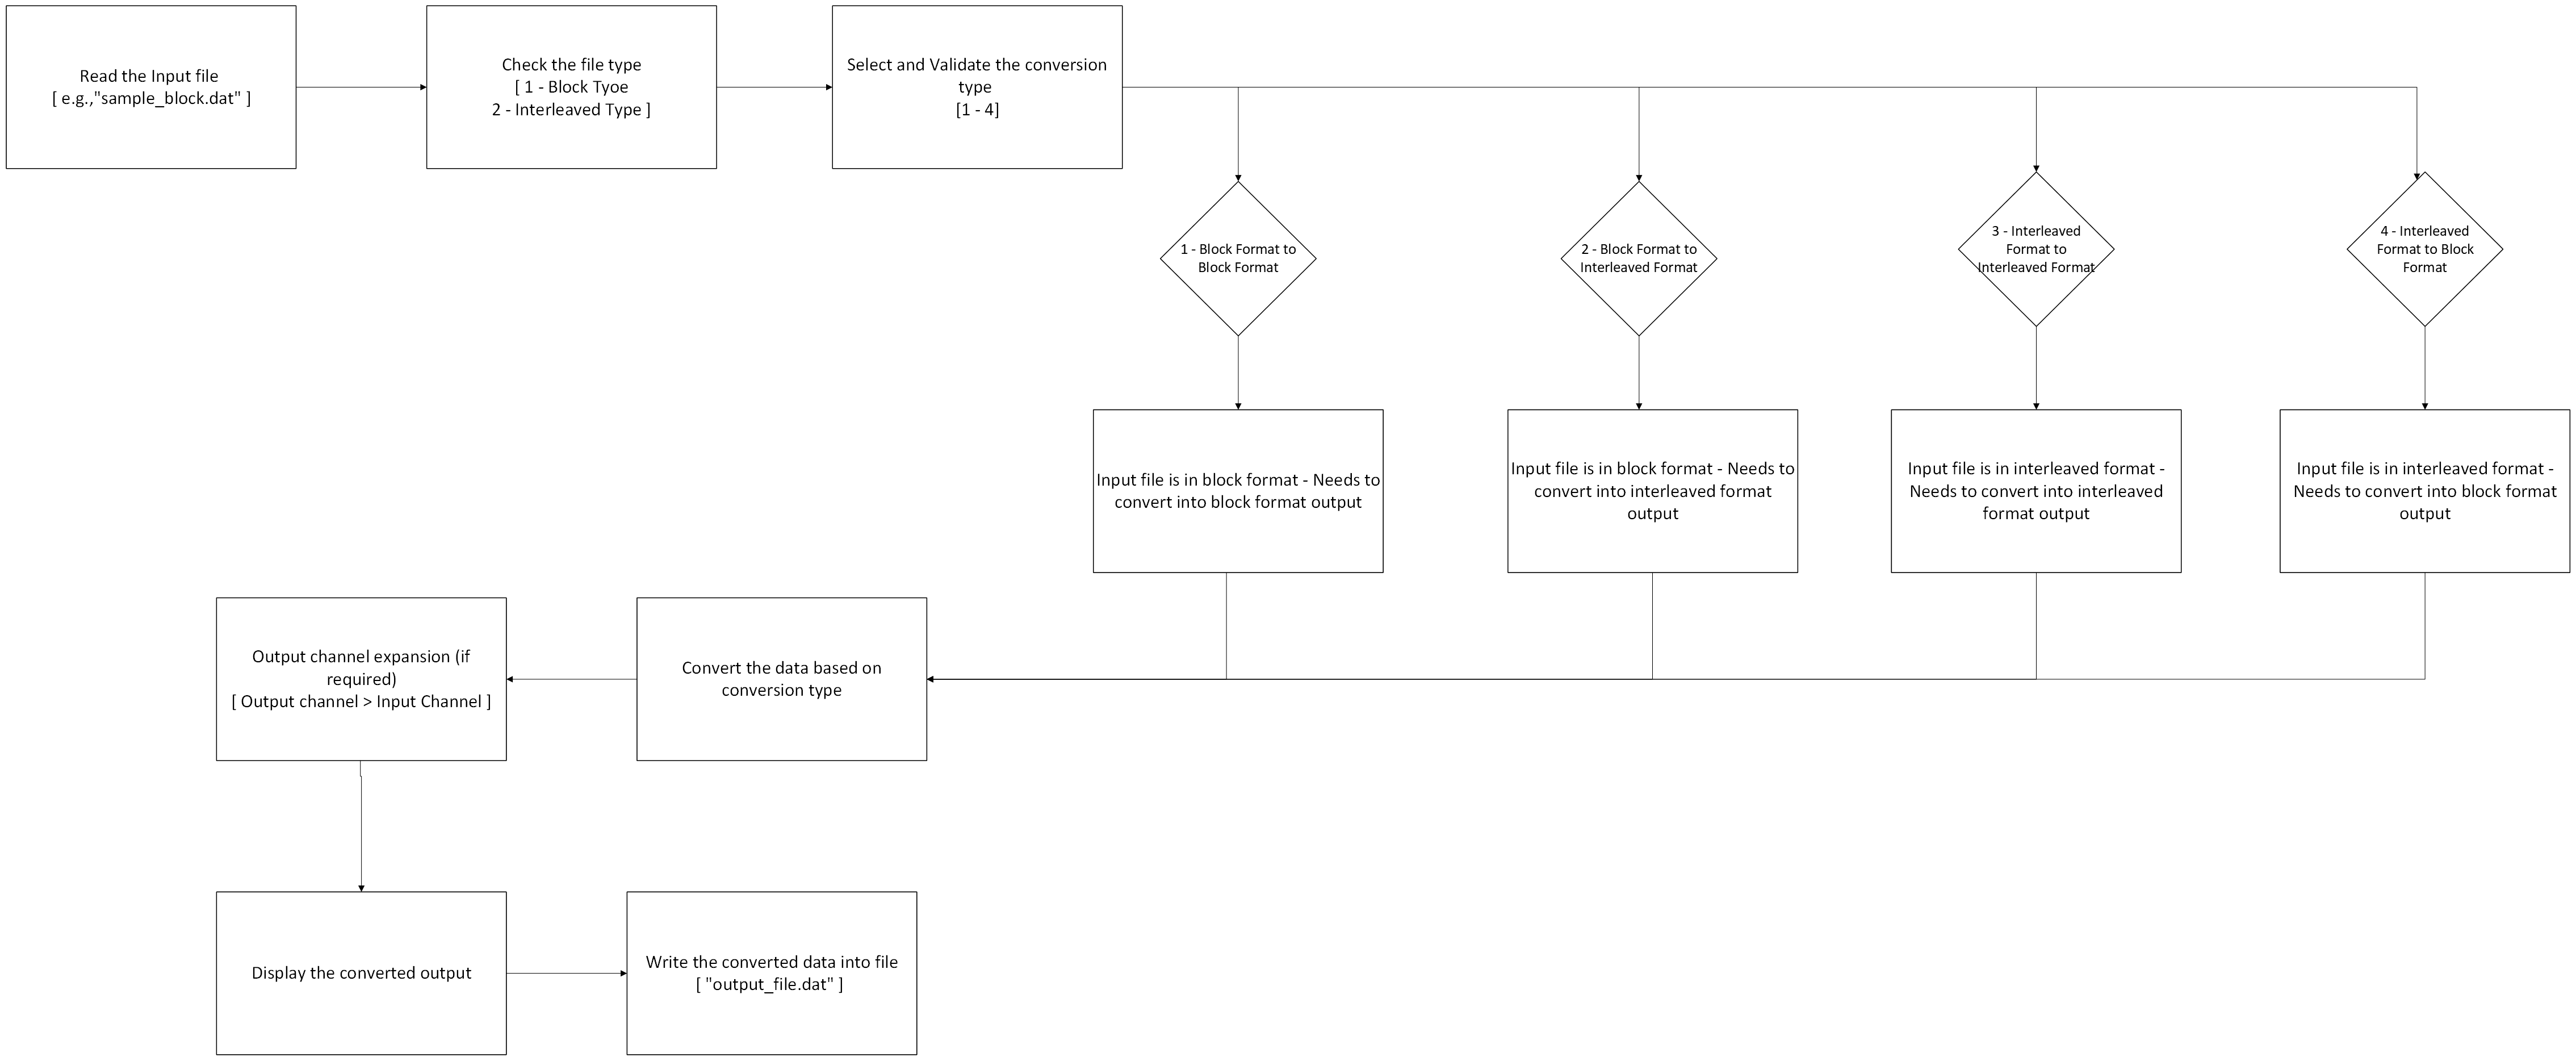 Read the Input file
[ e.g.,"sample_block.dat" ]
Check the file type
[ 1 - Block Tyoe
2 - Interleaved Type ]
Select and Validate the conversion
type
[1 - 4]
1 - Block Format to
Block Format
2 - Block Format to
Interleaved Format
3 - Interleaved
Format to
Interleaved Format
4 - Interleaved
Format to Block
Format
Input file is in block format - Needs to
convert into block format output
Input file is in block format - Needs to
convert into interleaved format
output
Input file is in interleaved format -
Needs to convert into interleaved
format output
Input file is in interleaved format -
Needs to convert into block format
output
Output channel expansion (if
required)
[ Output channel > Input Channel ]
Convert the data based on
conversion type
Display the converted output
Write the converted data into file
[ "output_file.dat" ]